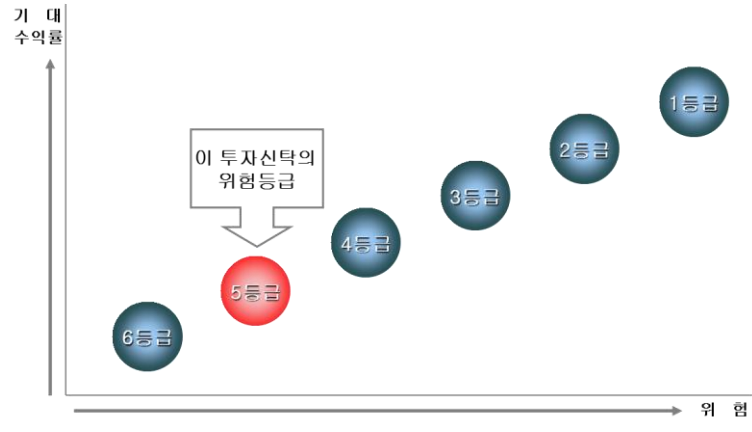 기 대
수익률
1등급
2등급
이 투자신탁의
위험등급
3등급
4등급
5등급
6등급
위 험